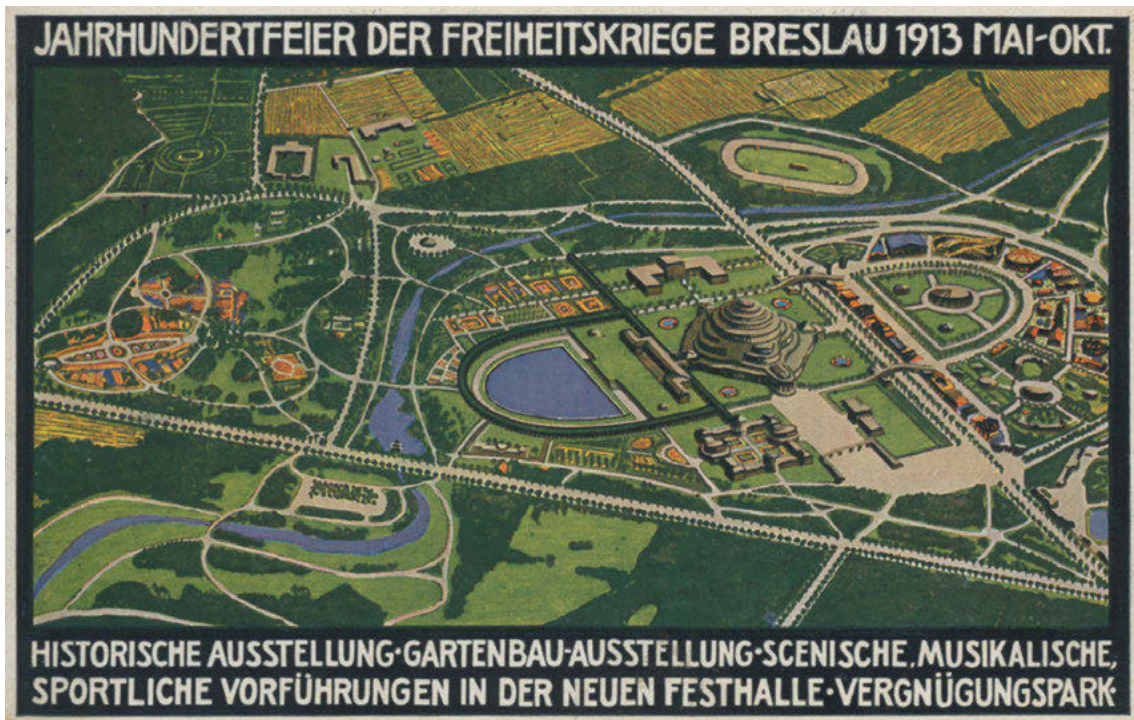 JAHRHUNDERTFEIER DER FREIHEITSKRIEGE BRESLAU 1913 MAI-OKT.
HISTORISCHE AUSSTELLUNG·GARTENBAU-AUSSTELLUNG·SCENISCHE, MUSIKALISCHE,
SPORTLICHE VORFÜHRUNGEN IN DER NEUEN FESTHALLE·VERGNÜGUNGSPARK·